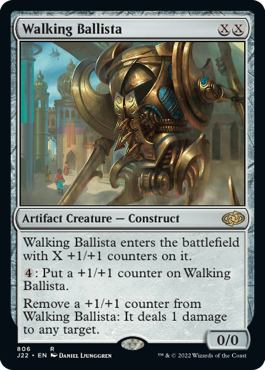 Walking Ballista XX
Artifact Creature — Construct
Walking Ballista enters the battlefield
with X +1/+1 counters on it.
4: Put a +1/+1 counter on Walking
Ballista.
Remove a +1/+1 counter from
Walking Ballista: It deals 1 damage
to any target.
0/0
806 R
J22 • EN DANIEL LJUNGGREN
™ & © 2022 Wizards of the Coast